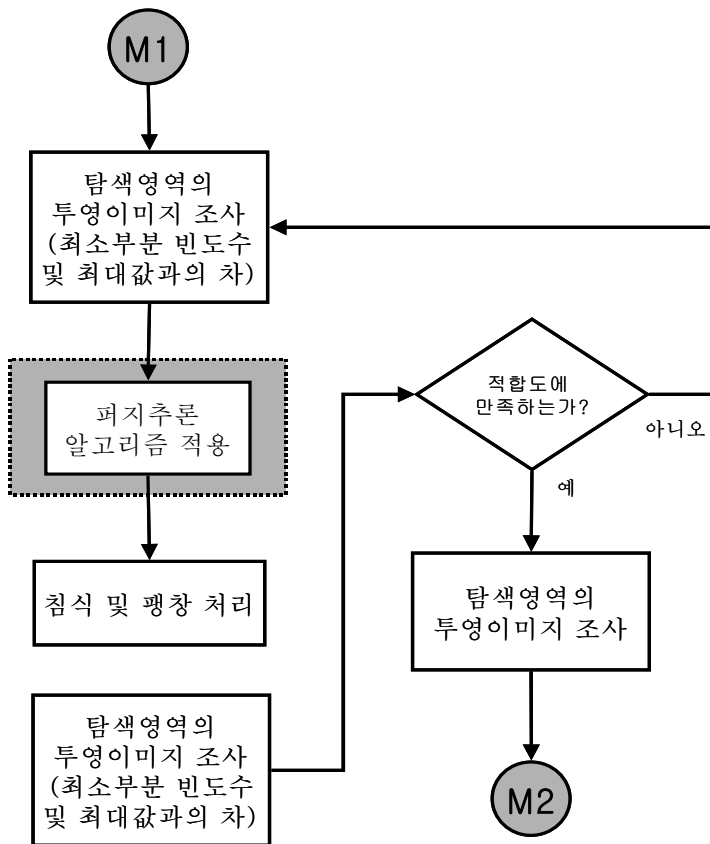 M1
탐색영역의
투영이미지 조사
(최소부분 빈도수
및 최대값과의 차)
퍼지추론
알고리즘 적용
침식 및 팽창 처리
탐색영역의
투영이미지 조사
(최소부분 빈도수
및 최대값과의 차)
적합도에
만족하는가?
아니오
예
탐색영역의
투영이미지 조사
M2